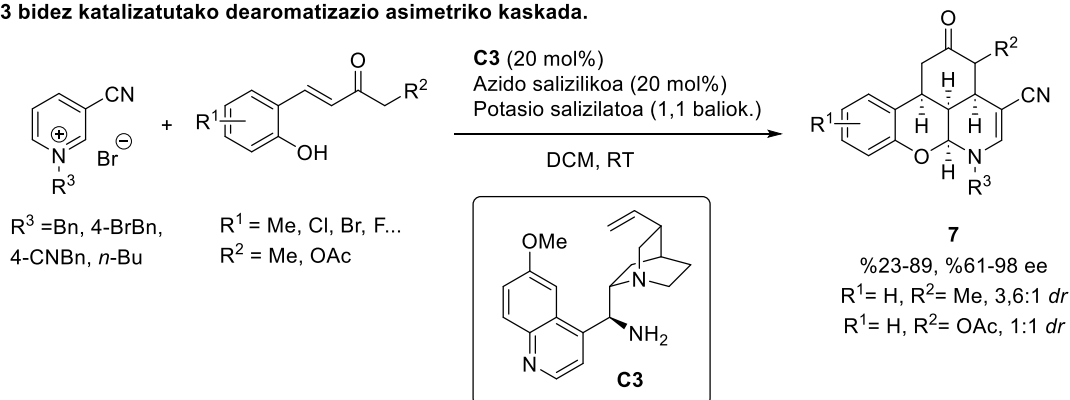 3 bidez katalizatutako dearomatizazio asimetriko kaskada.
CN
N
+
Br
−
R³
+
R¹
O
R²
OH
C3 (20 mol%)
Azido salizilikoa (20 mol%)
Potasio salizilatoa (1,1 baliok.)
DCM, RT
O
R²
H
H
H
CN
R¹
O
H
N
R³
R³ =Bn, 4-BrBn,
4-CNBn, n-Bu
R¹ = Me, Cl, Br, F...
R² = Me, OAc
OMe
N
NH₂
N
C3
7
%23-89, %61-98 ee
R¹= H, R²= Me, 3,6:1 dr
R¹= H, R²= OAc, 1:1 dr